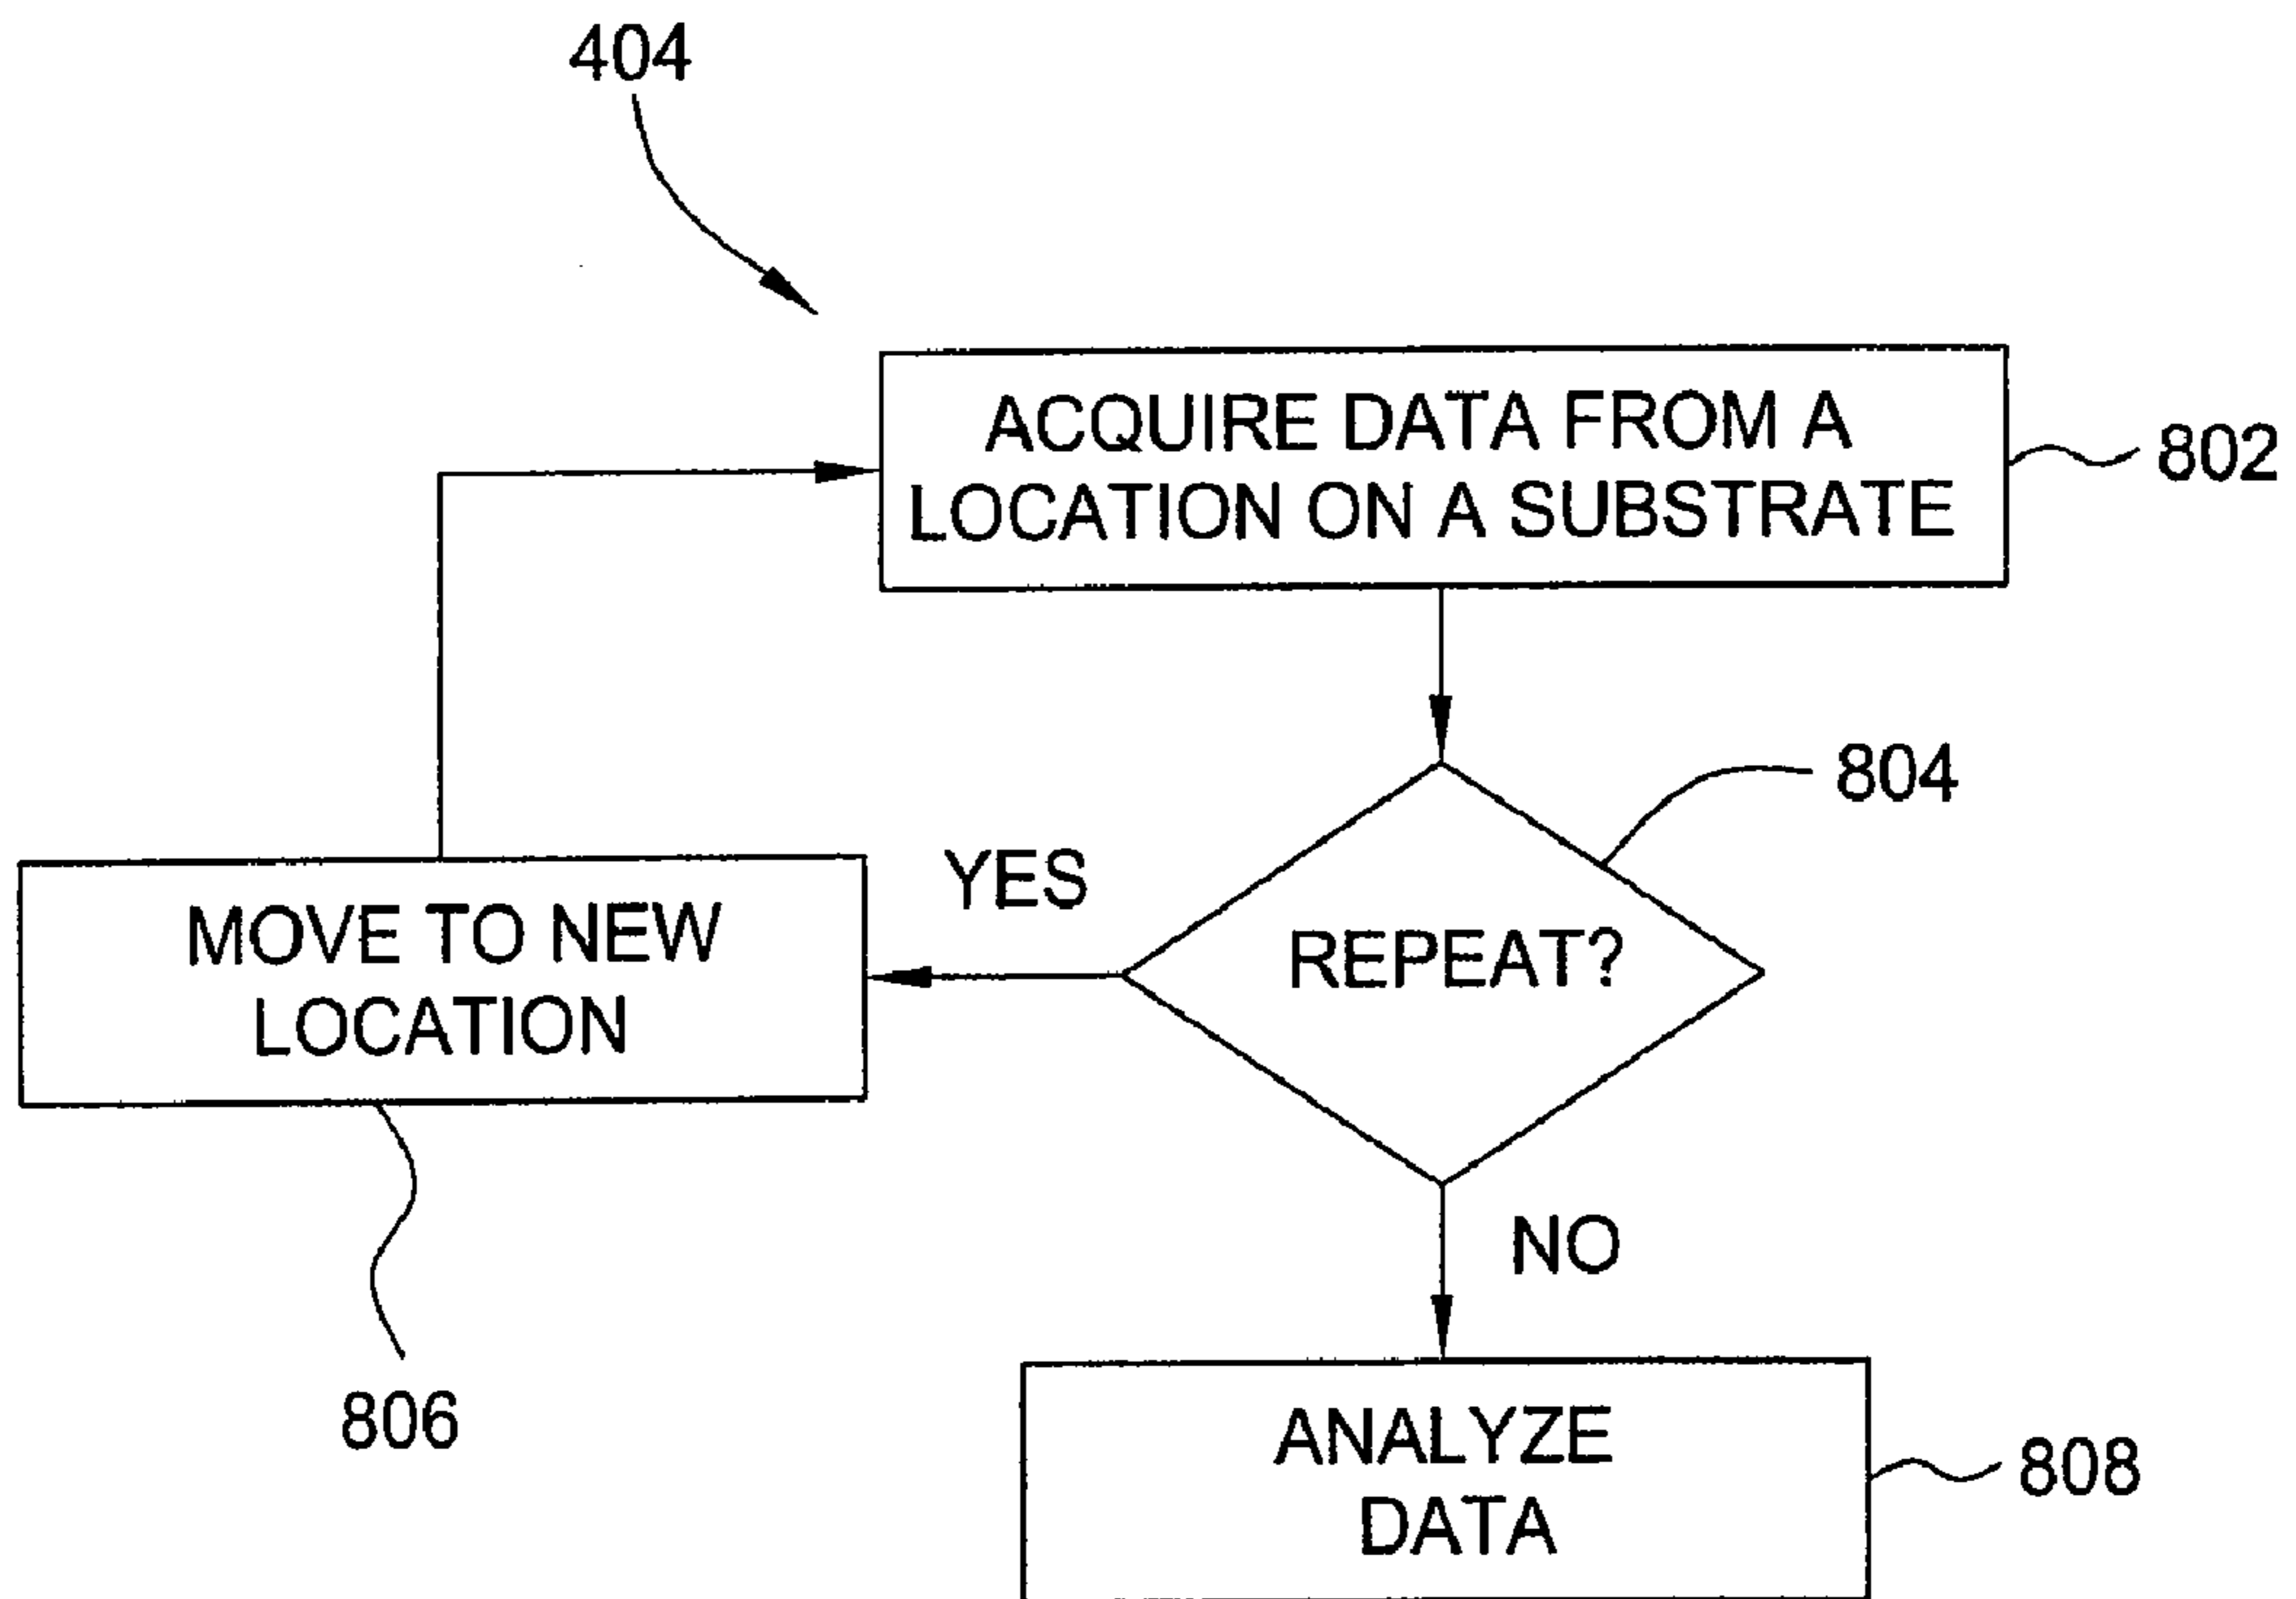 404
ACQUIRE DATA FROM A
LOCATION ON A SUBSTRATE
802
804
YES
REPEAT?
MOVE TO NEW
LOCATION
NO
806
ANALYZE
DATA
808